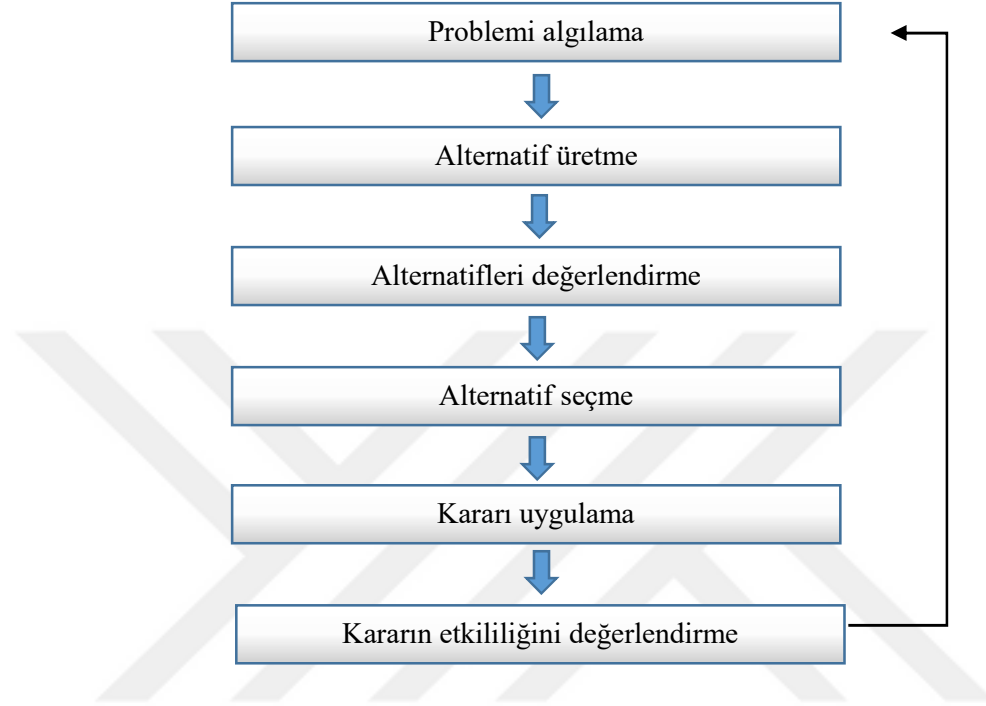 Problemi algılama
Alternatif üretme
Alternatifleri değerlendirme
Alternatif seçme
Kararı uygulama
Kararın etkililiğini değerlendirme